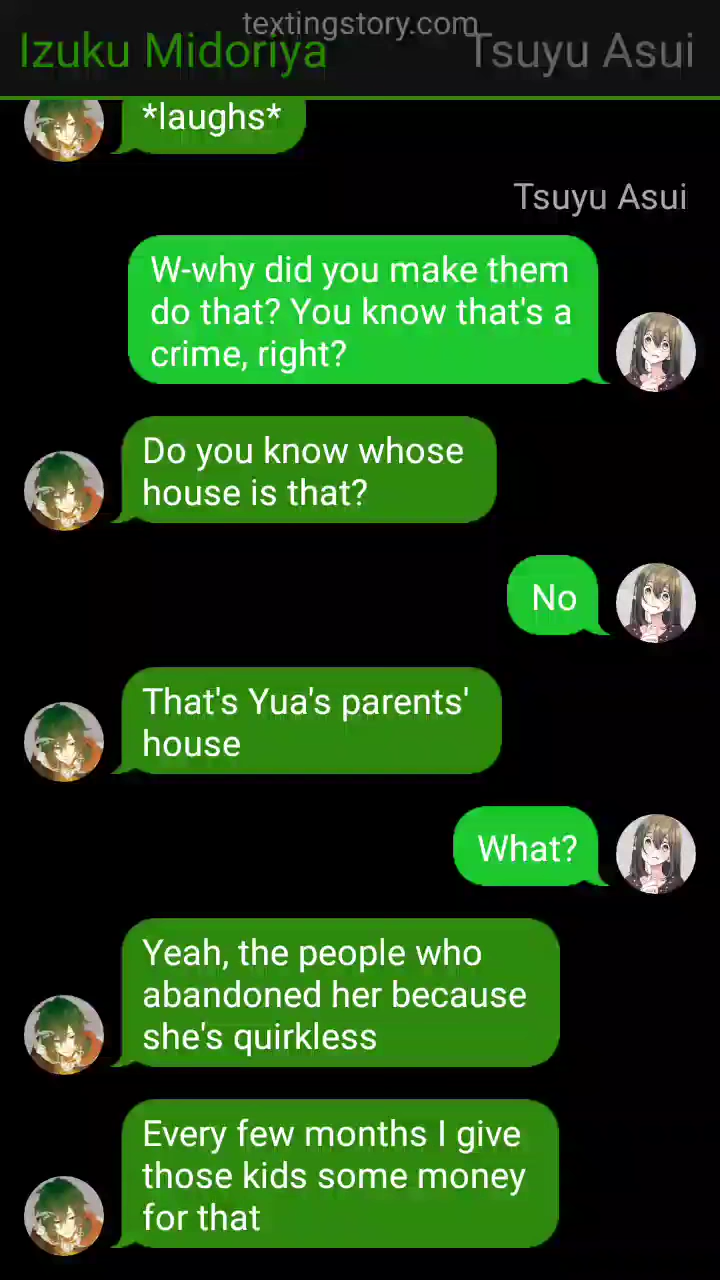 textingstory.com
Izuku Midoriya Tsuyu Asui
*laughs*
Tsuyu Asui
W-why did you make them
do that? You know that's a
crime, right?
Do you know whose
house is that?
No
That's Yua's parents'
house
What?
Yeah, the people who
abandoned her because
she's quirkless
Every few months I give
those kids some money
for that